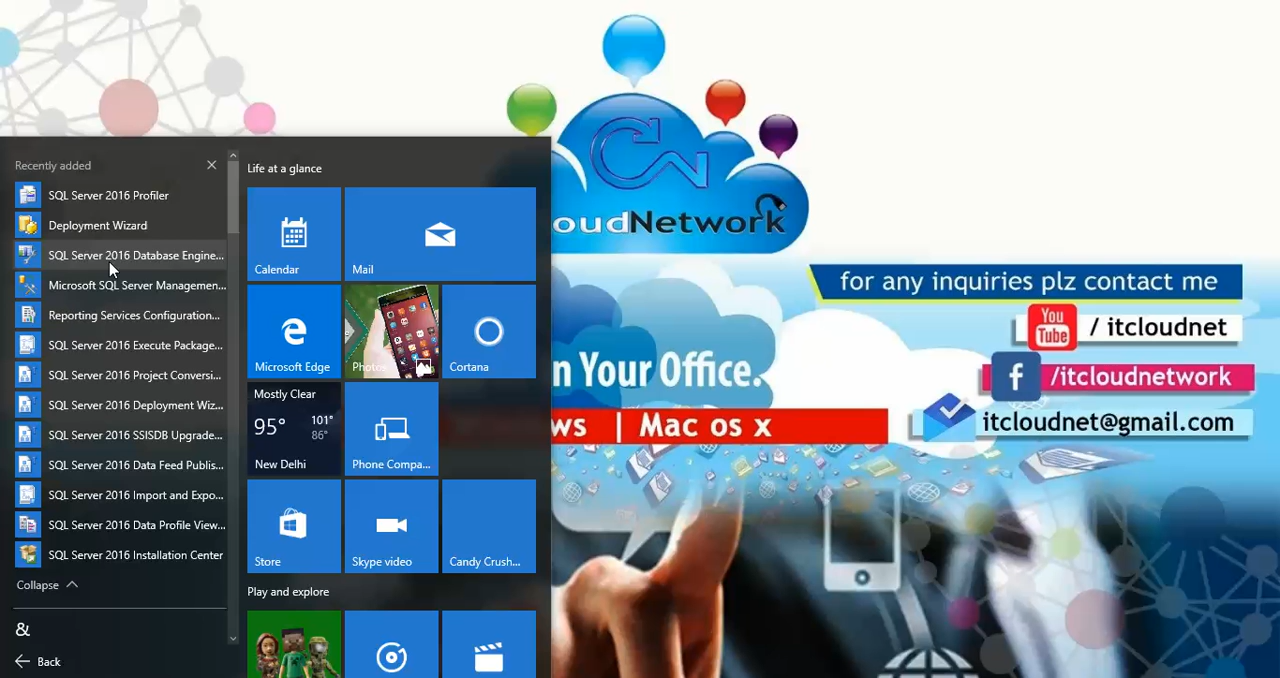 Recently added
SQL Server 2016 Profiler
Deployment Wizard
SQL Server 2016 Database Engine...
Microsoft SQL Server Managemen...
Reporting Services Configuration...
SQL Server 2016 Execute Package...
SQL Server 2016 Project Conversi...
SQL Server 2016 Deployment Wiz...
SQL Server 2016 SSISDB Upgrade...
SQL Server 2016 Data Feed Publis...
SQL Server 2016 Import and Expo...
SQL Server 2016 Data Profile View...
SQL Server 2016 Installation Center
Collapse
&
Back
Life at a glance
Calendar
Mail
Microsoft Edge
Photos
Cortana
Mostly Clear
95° 101°
86°
New Delhi
Phone Compa...
Store
Skype video
Candy Crush...
Play and explore
oudNetwork
for any inquiries plz contact me
You Tube / itcloudnet
f /itcloudnetwork
itcloudnet@gmail.com
n Your Office.
ws | Mac os x